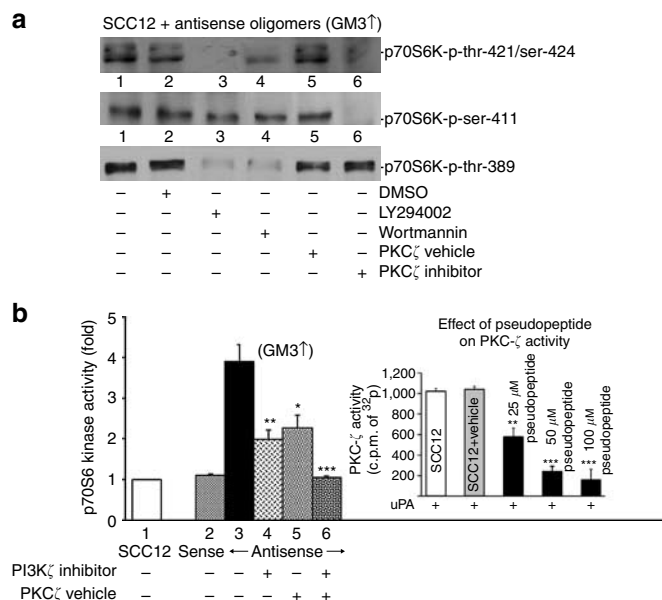 a
SCC12 + antisense oligomers (GM3↑)
-p70S6K-p-thr-421/ser-424
1 2 3 4 5 6
-p70S6K-p-ser-411
1 2 3 4 5 6
-p70S6K-p-thr-389
– + – – – – DMSO
– – + – – – LY294002
– – – + – – Wortmannin
– – – – + – PKCζ vehicle
– – – – – + PKCζ inhibitor
b
p70S6 kinase activity (fold)
5
4
3
2
1
0
(GM3↑)
** * ***
1 2 3 4 5 6
SCC12 Sense ← Antisense →
PI3Kζ inhibitor – – – + – +
PKCζ vehicle – – – – + +
Effect of pseudopeptide
on PKC-ζ activity
PKC-ζ activity
(c.p.m. of ³²p)
1,200
1,000
800
600
400
200
SCC12
SCC12+vehicle
** 25 μM
pseudopeptide
*** 50 μM
pseudopeptide
*** 100 μM
pseudopeptide
uPA + + + + +